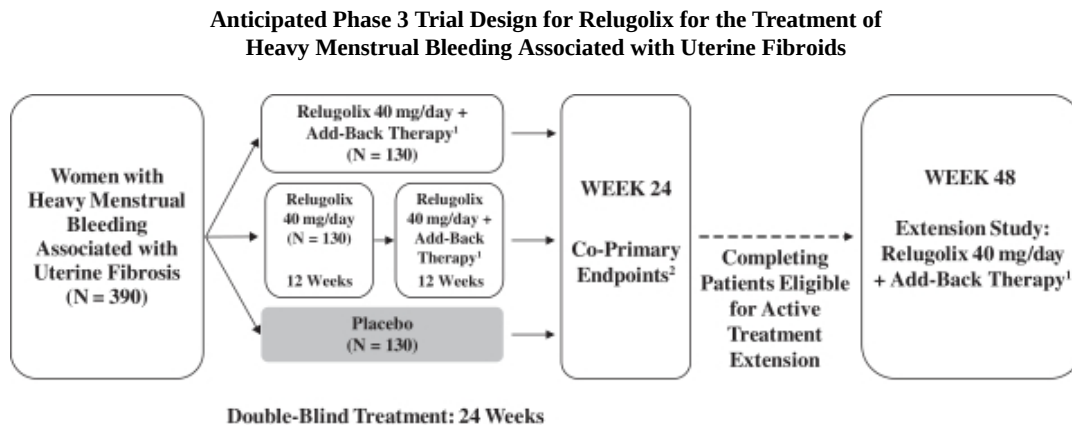 Anticipated Phase 3 Trial Design for Relugolix for the Treatment of
Heavy Menstrual Bleeding Associated with Uterine Fibroids
Women with
Heavy Menstrual
Bleeding
Associated with
Uterine Fibrosis
(N = 390)
Relugolix 40 mg/day +
Add-Back Therapy¹
(N = 130)
Relugolix
40 mg/day
(N = 130)
12 Weeks
Relugolix
40 mg/day +
Add-Back
Therapy¹
12 Weeks
Placebo
(N = 130)
WEEK 24
Co-Primary
Endpoints²
Completing
Patients Eligible
for Active
Treatment
Extension
WEEK 48
Extension Study:
Relugolix 40 mg/day
+ Add-Back Therapy¹
Double-Blind Treatment: 24 Weeks